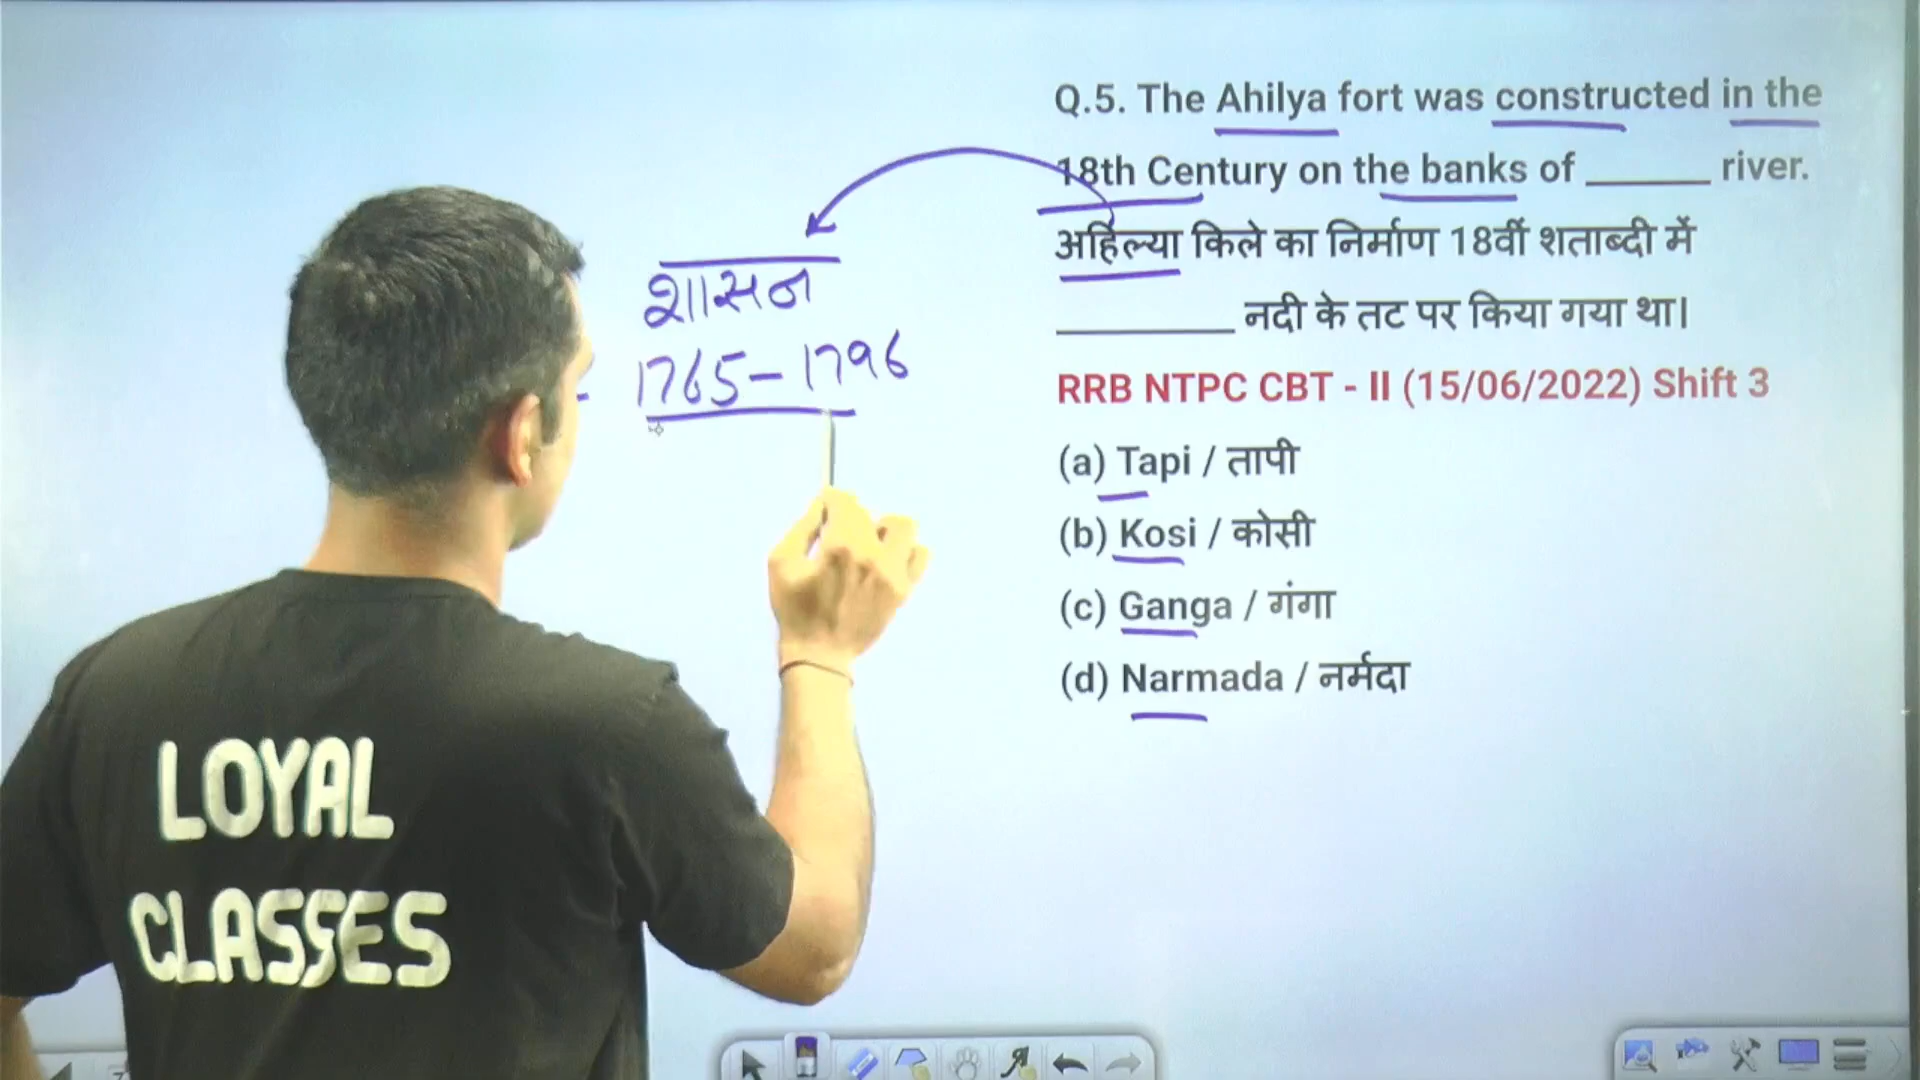 Q.5. The Ahilya fort was constructed in the
18th Century on the banks of ______ river.
अहिल्या किले का निर्माण 18वीं शताब्दी में
_________ नदी के तट पर किया गया था।
RRB NTPC CBT - II (15/06/2022) Shift 3
(a) Tapi / तापी
(b) Kosi / कोसी
(c) Ganga / गंगा
(d) Narmada / नर्मदा
शासन
1765-1796
LOYAL
CLASSES